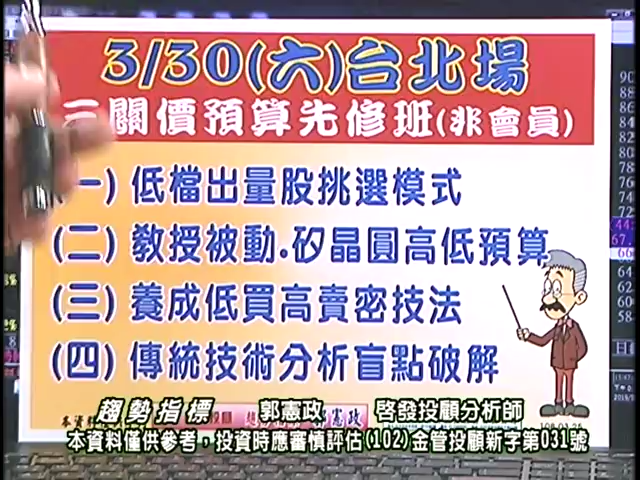 3/30(六)台北場
三關價預算先修班(非會員)
(一) 低檔出量股挑選模式
(二) 教授被動.矽晶圓高低預算
(三) 養成低買高賣密技法
(四) 傳統技術分析盲點破解
趨勢指標 郭憲政 啓發投顧分析師
本資料僅供參考，投資時應審慎評估(102)金管投顧新字第031號